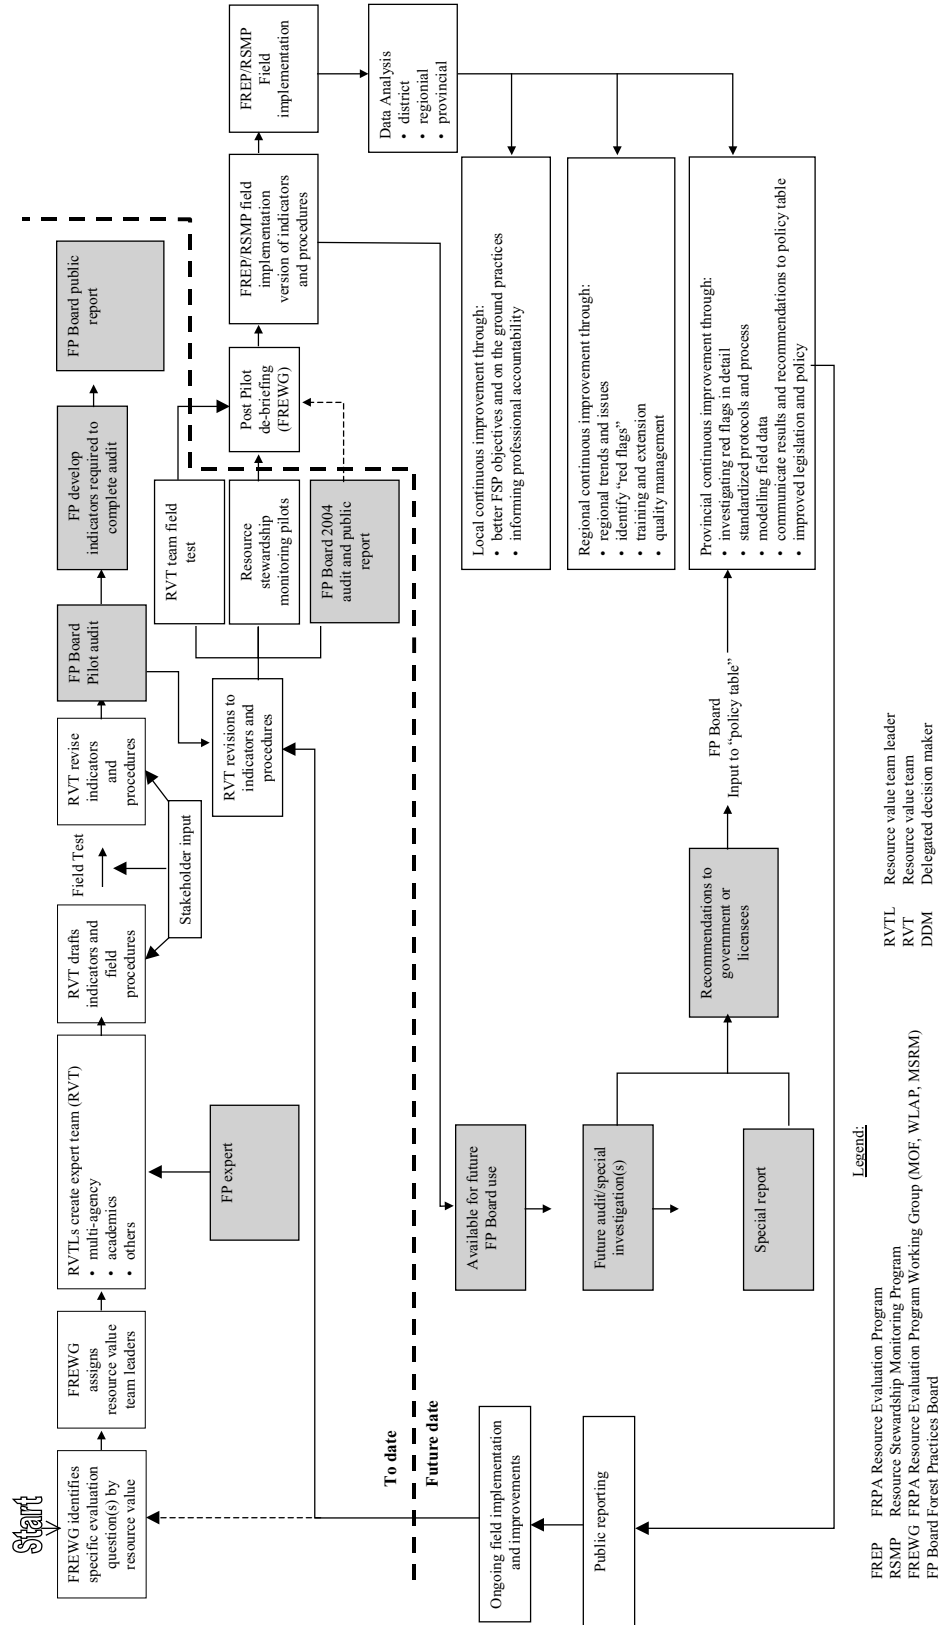 Start
FREWG identifies
specific evaluation
question(s) by
resource value
FREWG
assigns
resource value
team leaders
RVTLs create expert team (RVT)
• multi-agency
• academics
• others
FP expert
RVT drafts
indicators and
field
procedures
Field Test
Stakeholder input
RVT revise
indicators
and
procedures
FP Board
Pilot audit
FP develop
indicators required to
complete audit
FP Board public
report
RVT revisions to
indicators and
procedures
RVT team field
test
Resource
stewardship
monitoring pilots
FP Board 2004
audit and public
report
Post Pilot
de-briefing
(FREWG)
FREP/RSMP field
implementation
version of indicators
and procedures
FREP/RSMP
Field
implementation
Data Analysis
• district
• regionial
• provincial
To date
Future date
Local continuous improvement through:
• better FSP objectives and on the ground practices
• informing professional accountability
Regional continuous improvement through:
• regional trends and issues
• identify “red flags”
• training and extension
• quality management
Provincial continuous improvement through:
• investigating red flags in detail
• standardized protocols and process
• modelling field data
• communicate results and recommendations to policy table
• improved legislation and policy
Available for future
FP Board use
Future audit/special
investigation(s)
Special report
Recommendations to
government or
licensees
FP Board
Input to “policy table”
Ongoing field implementation
and improvements
Public reporting
Legend:
FREP FRPA Resource Evaluation Program
RSMP Resource Stewardship Monitoring Program
FREWG FRPA Resource Evaluation Program Working Group (MOF, WLAP, MSRM)
FP Board Forest Practices Board
RVTL Resource value team leader
RVT Resource value team
DDM Delegated decision maker